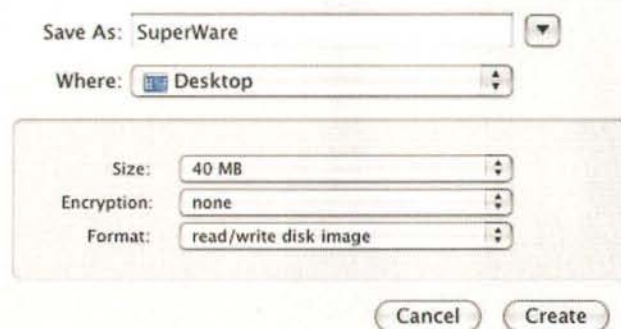 Save As: SuperWare
Where: Desktop
Size: 40 MB
Encryption: none
Format: read/write disk image
Cancel Create